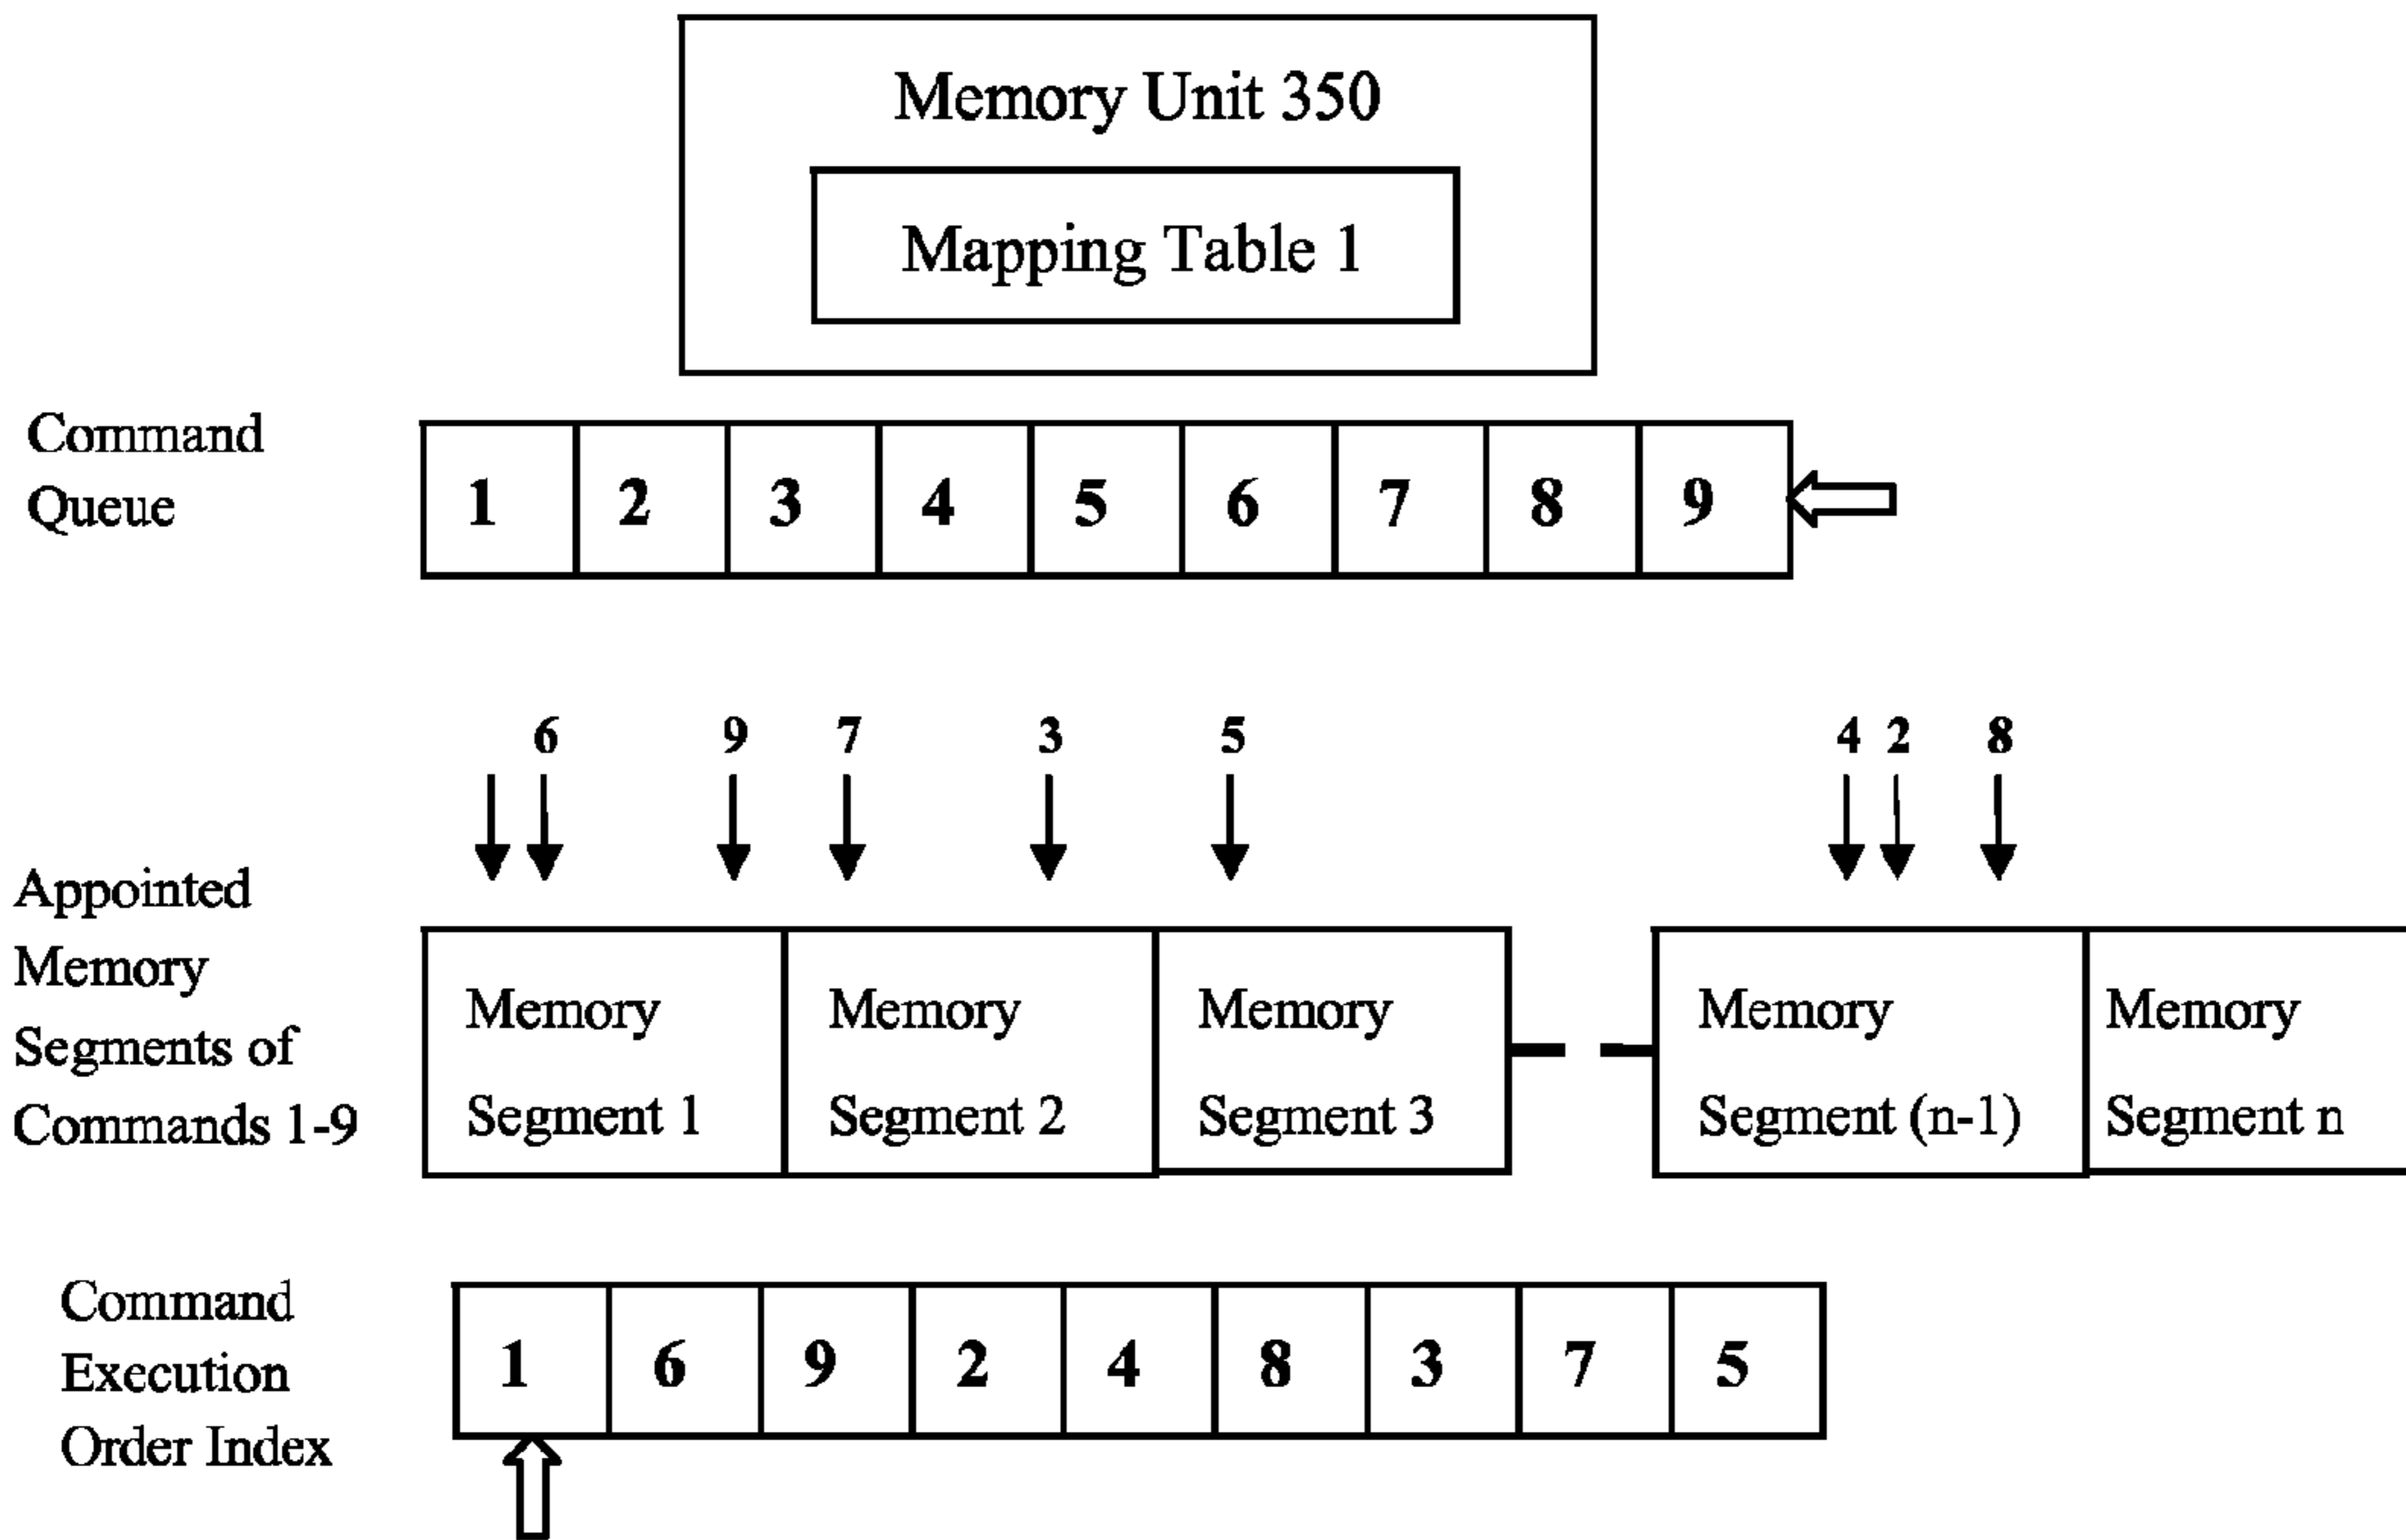 Memory Unit 350
Mapping Table 1
Command
Queue
1 2 3 4 5 6 7 8 9
6 9 7 3 5 4 2 8
Appointed
Memory
Segments of
Commands 1-9
Memory
Segment 1
Memory
Segment 2
Memory
Segment 3
Memory
Segment (n-1)
Memory
Segment n
Command
Execution
Order Index
1 6 9 2 4 8 3 7 5